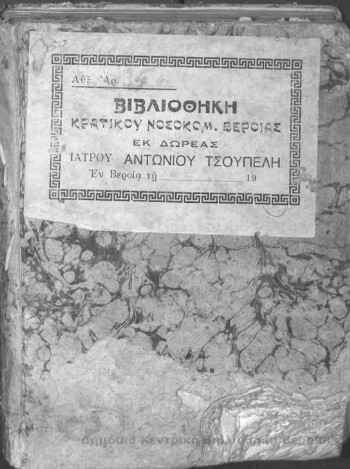 Αὔξ. Ἀρ.
ΒΙΒΛΙΟΘΗΚΗ
ΚΡΑΤΙΚΟΥ ΝΟΣΟΚΟΜ. ΒΕΡΟΙΑΣ
ΕΚ ΔΩΡΕΑΣ
ΙΑΤΡΟΥ ΑΝΤΩΝΙΟΥ ΤΣΟΥΠΕΛΗ
Ἐν Βεροίᾳ τῇ 19
Δημόσια Κεντρική Βιβλιοθήκη Βέροιας